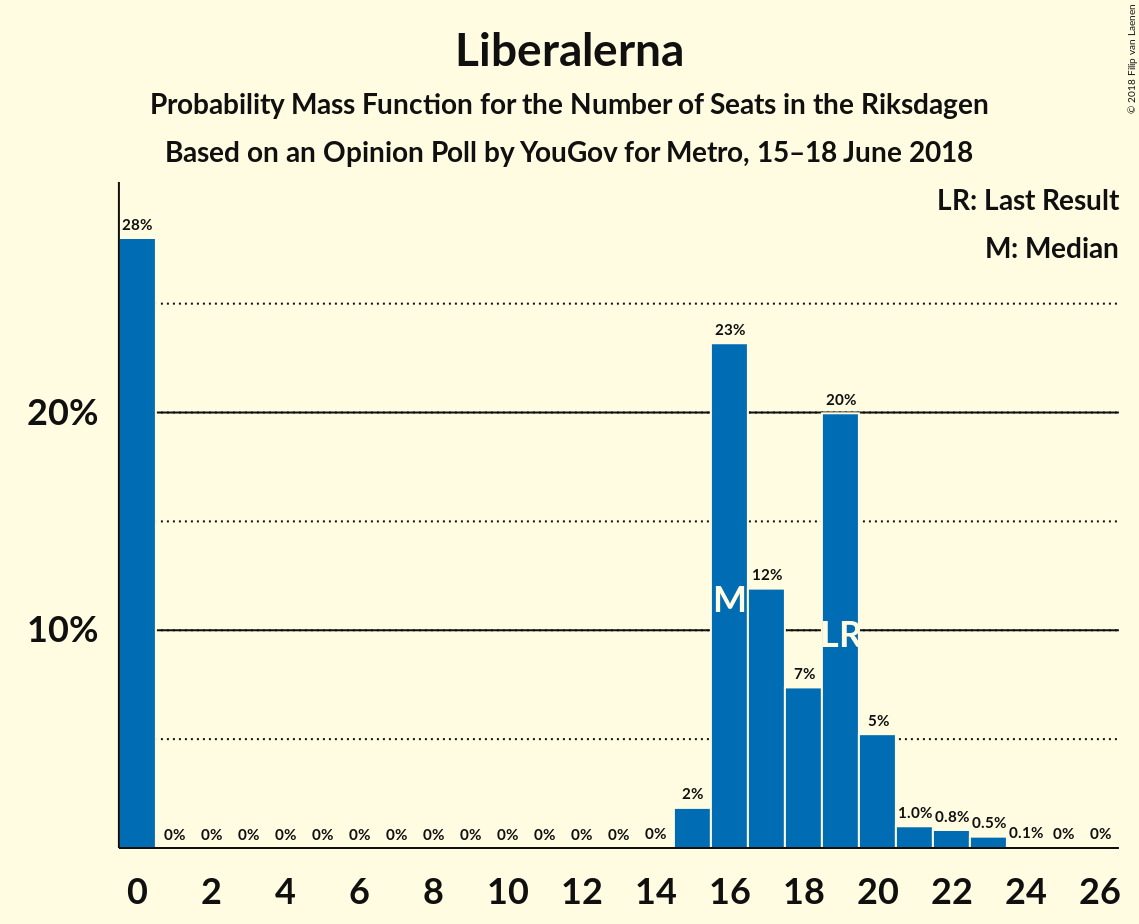 © 2018 Filip van Laenen
Liberalerna
Probability Mass Function for the Number of Seats in the Riksdagen
Based on an Opinion Poll by YouGov for Metro, 15–18 June 2018
LR: Last Result
M: Median
28%
23%
20%
20%
12%
M
10%
LR
7%
5%
2%
0% 0% 0% 0% 0% 0% 0% 0% 0% 0% 0% 0% 0% 0% 1.0% 0.8% 0.5% 0.1% 0% 0%
0 2 4 6 8 10 12 14 16 18 20 22 24 26